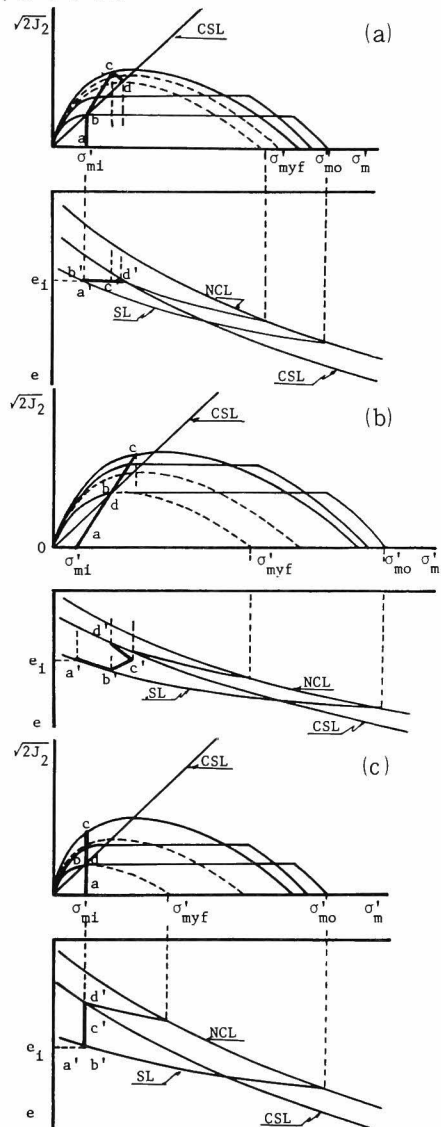 √2J₂
CSL
(a)
c
d
b
a
σ'mi
σ'myf
σ'mo
σ'm
b'
d'
ei
a'
c'
NCL
SL
e
CSL
√2J₂
CSL
(b)
c
b
d
a
0
σ'mi
σ'myf
σ'mo
σ'm
d'
ei
a'
c'
b'
SL
NCL
e
CSL
√2J₂
CSL
(c)
c
b
d
a
σ'mi
σ'myf
σ'mo
σ'm
d'
c'
NCL
ei
a'
b'
SL
e
CSL